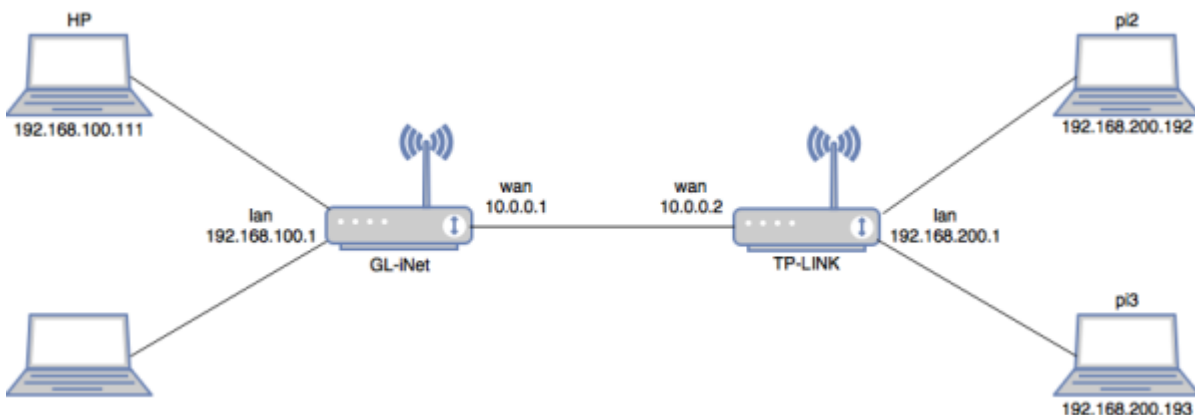 HP
192.168.100.111
lan
192.168.100.1
GL-iNet
wan
10.0.0.1
wan
10.0.0.2
TP-LINK
lan
192.168.200.1
pi2
192.168.200.192
pi3
192.168.200.193